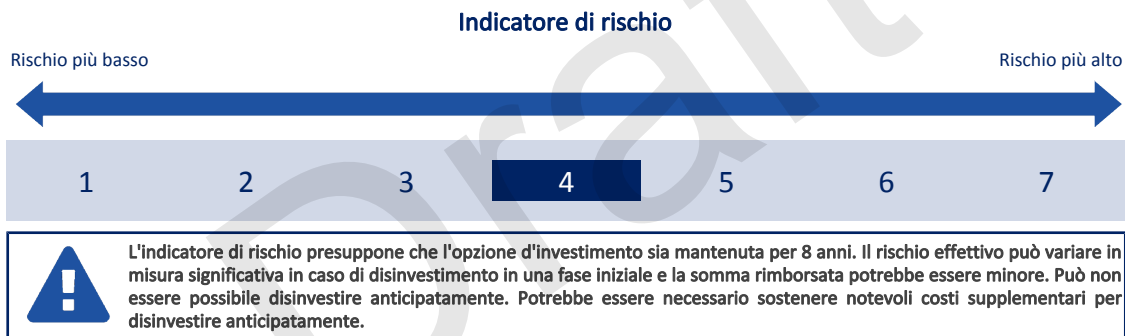 Indicatore di rischio
Rischio più basso
Rischio più alto
1 2 3 4 5 6 7
L'indicatore di rischio presuppone che l'opzione d'investimento sia mantenuta per 8 anni. Il rischio effettivo può variare in
misura significativa in caso di disinvestimento in una fase iniziale e la somma rimborsata potrebbe essere minore. Può non
essere possibile disinvestire anticipatamente. Potrebbe essere necessario sostenere notevoli costi supplementari per
disinvestire anticipatamente.
Draft